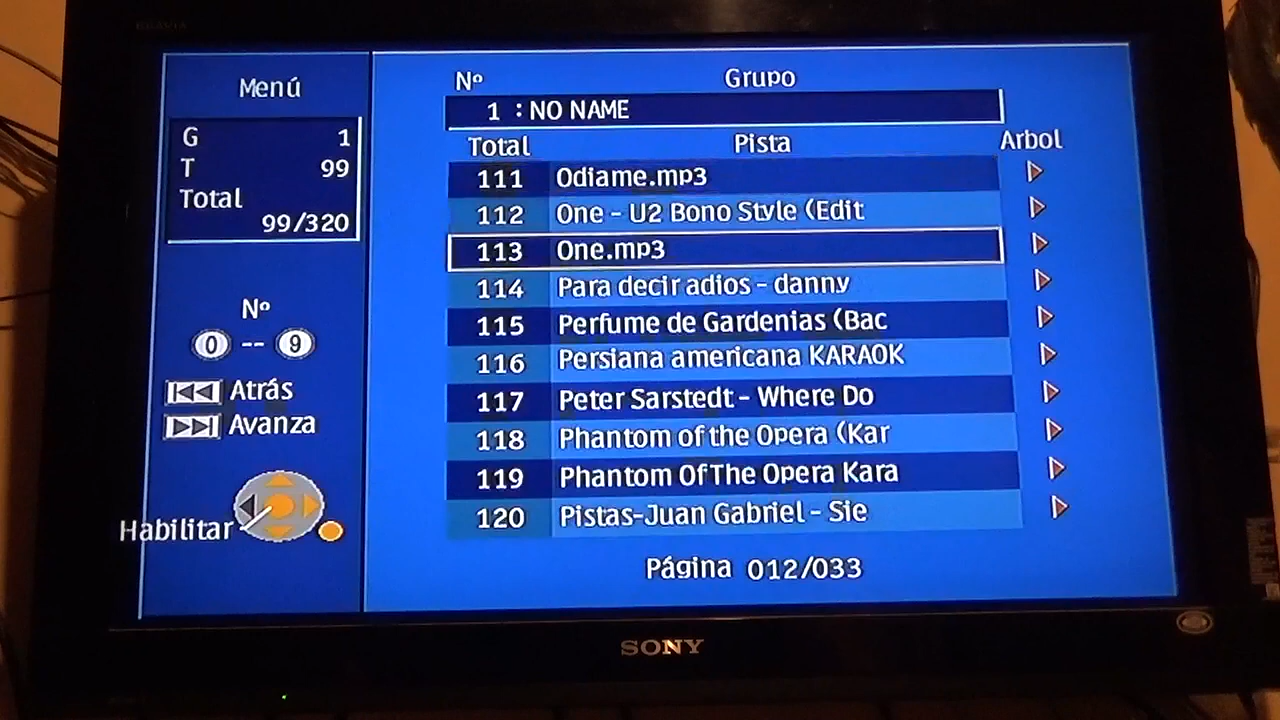 BRAVIA
Menú
G 1
T 99
Total
99/320
Nº
0 -- 9
Atrás
Avanza
Habilitar
Nº Grupo
1 : NO NAME
Total Pista Arbol
111 Odiame.mp3
112 One - U2 Bono Style (Edit
113 One.mp3
114 Para decir adios - danny
115 Perfume de Gardenias (Bac
116 Persiana americana KARAOK
117 Peter Sarstedt - Where Do
118 Phantom of the Opera (Kar
119 Phantom Of The Opera Kara
120 Pistas-Juan Gabriel - Sie
Página 012/033
SONY